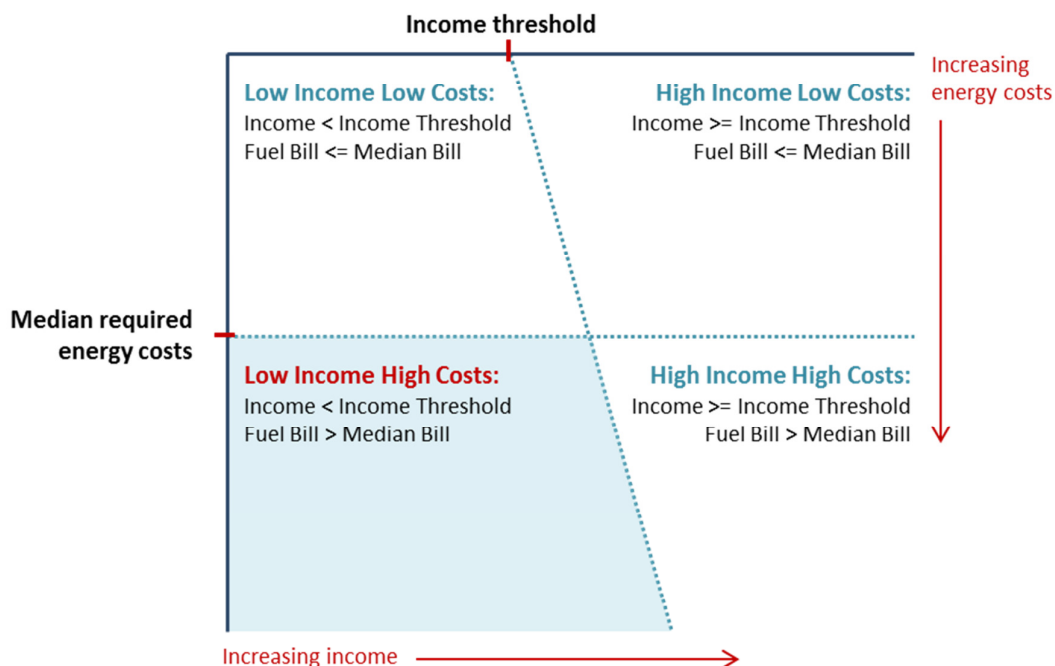 Income threshold
Increasing
energy costs
Low Income Low Costs:
Income < Income Threshold
Fuel Bill <= Median Bill
High Income Low Costs:
Income >= Income Threshold
Fuel Bill <= Median Bill
Median required
energy costs
Low Income High Costs:
Income < Income Threshold
Fuel Bill > Median Bill
High Income High Costs:
Income >= Income Threshold
Fuel Bill > Median Bill
Increasing income